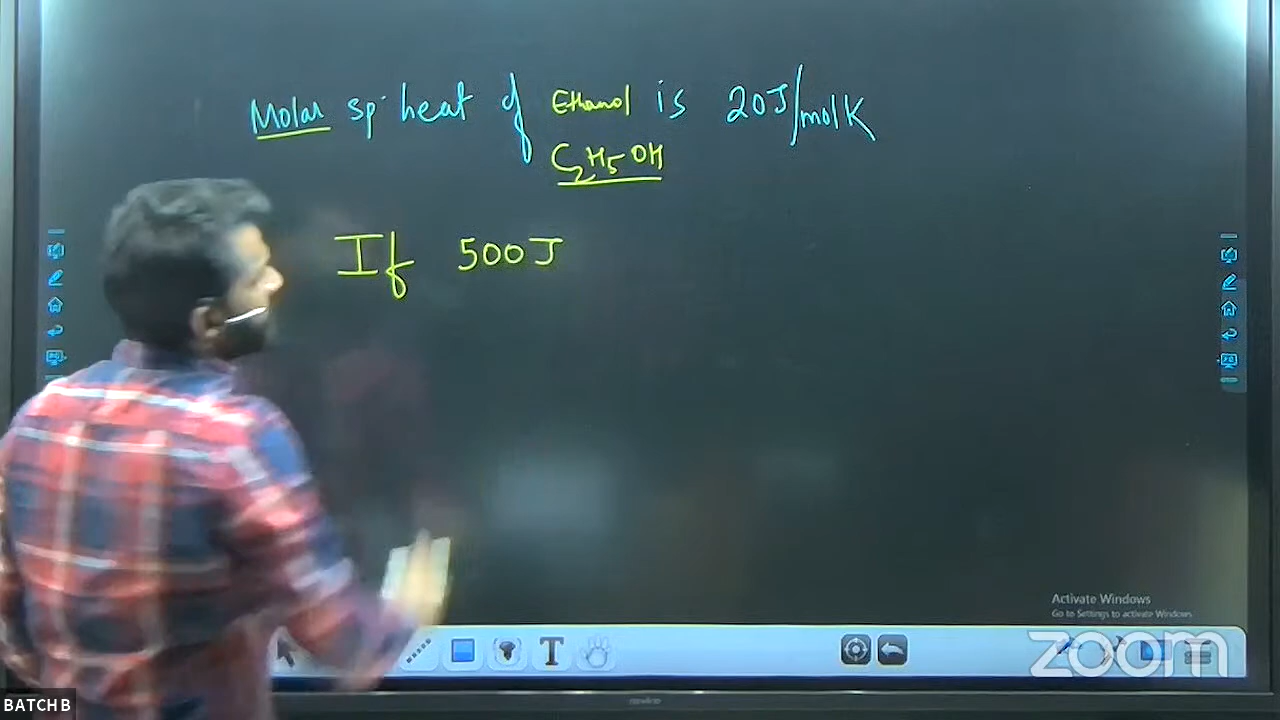 Molar sp. heat of Ethanol is 20J/molK
C₂H₅OH
If 500J
Activate Windows
Go to Settings to activate Windows.
zoom
T
BATCH B